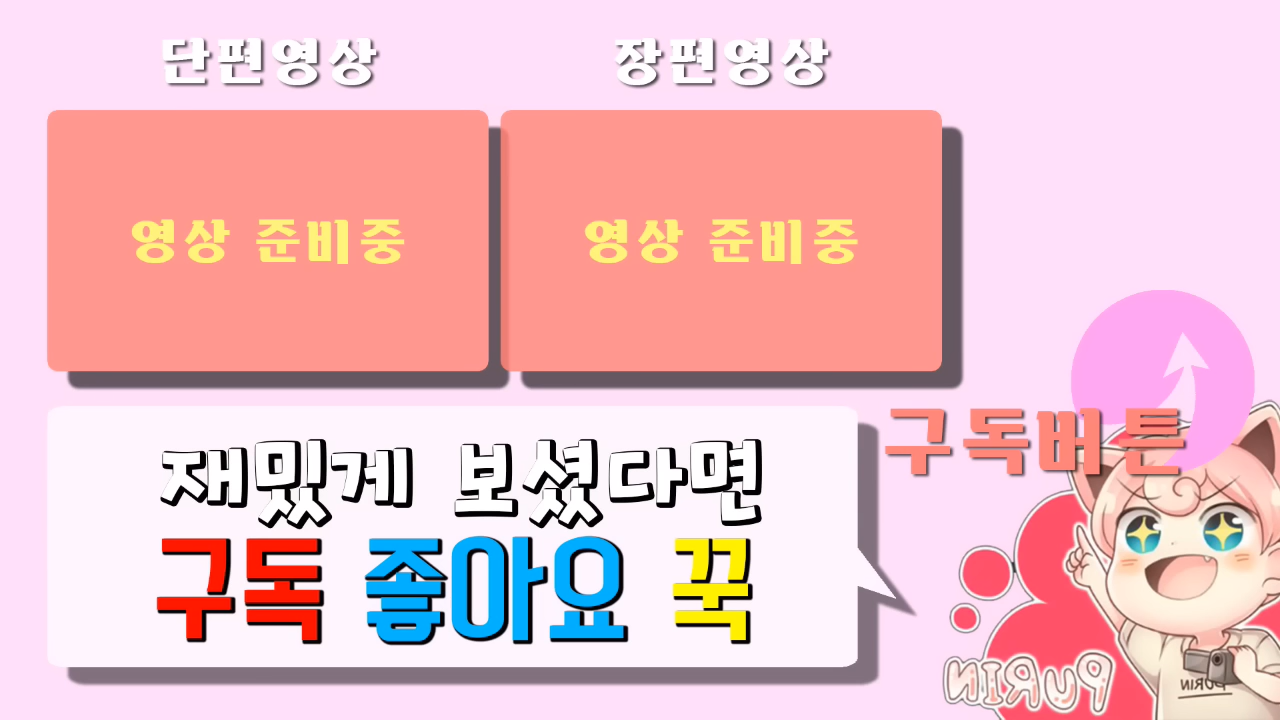 단편영상
장편영상
영상 준비중
영상 준비중
재밌게 보셨다면
구독 좋아요 꾹
구독버튼
PURIN
PURIN